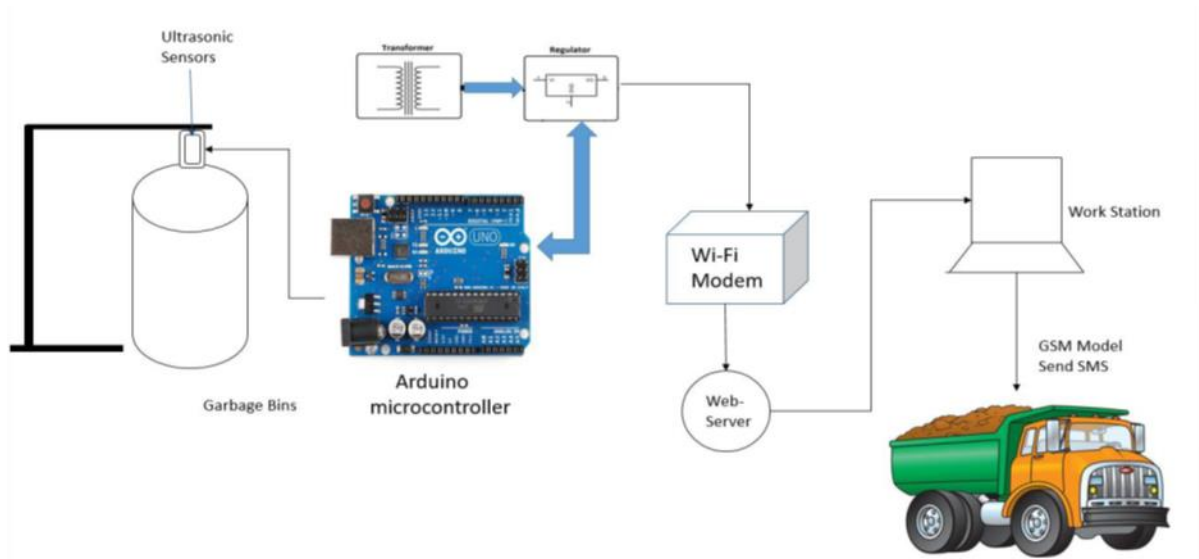 Ultrasonic
Sensors
Transformer
Regulator
Work Station
UNO
ARDUINO
Wi-Fi
Modem
GSM Model
Send SMS
Arduino
microcontroller
Garbage Bins
Web-
Server